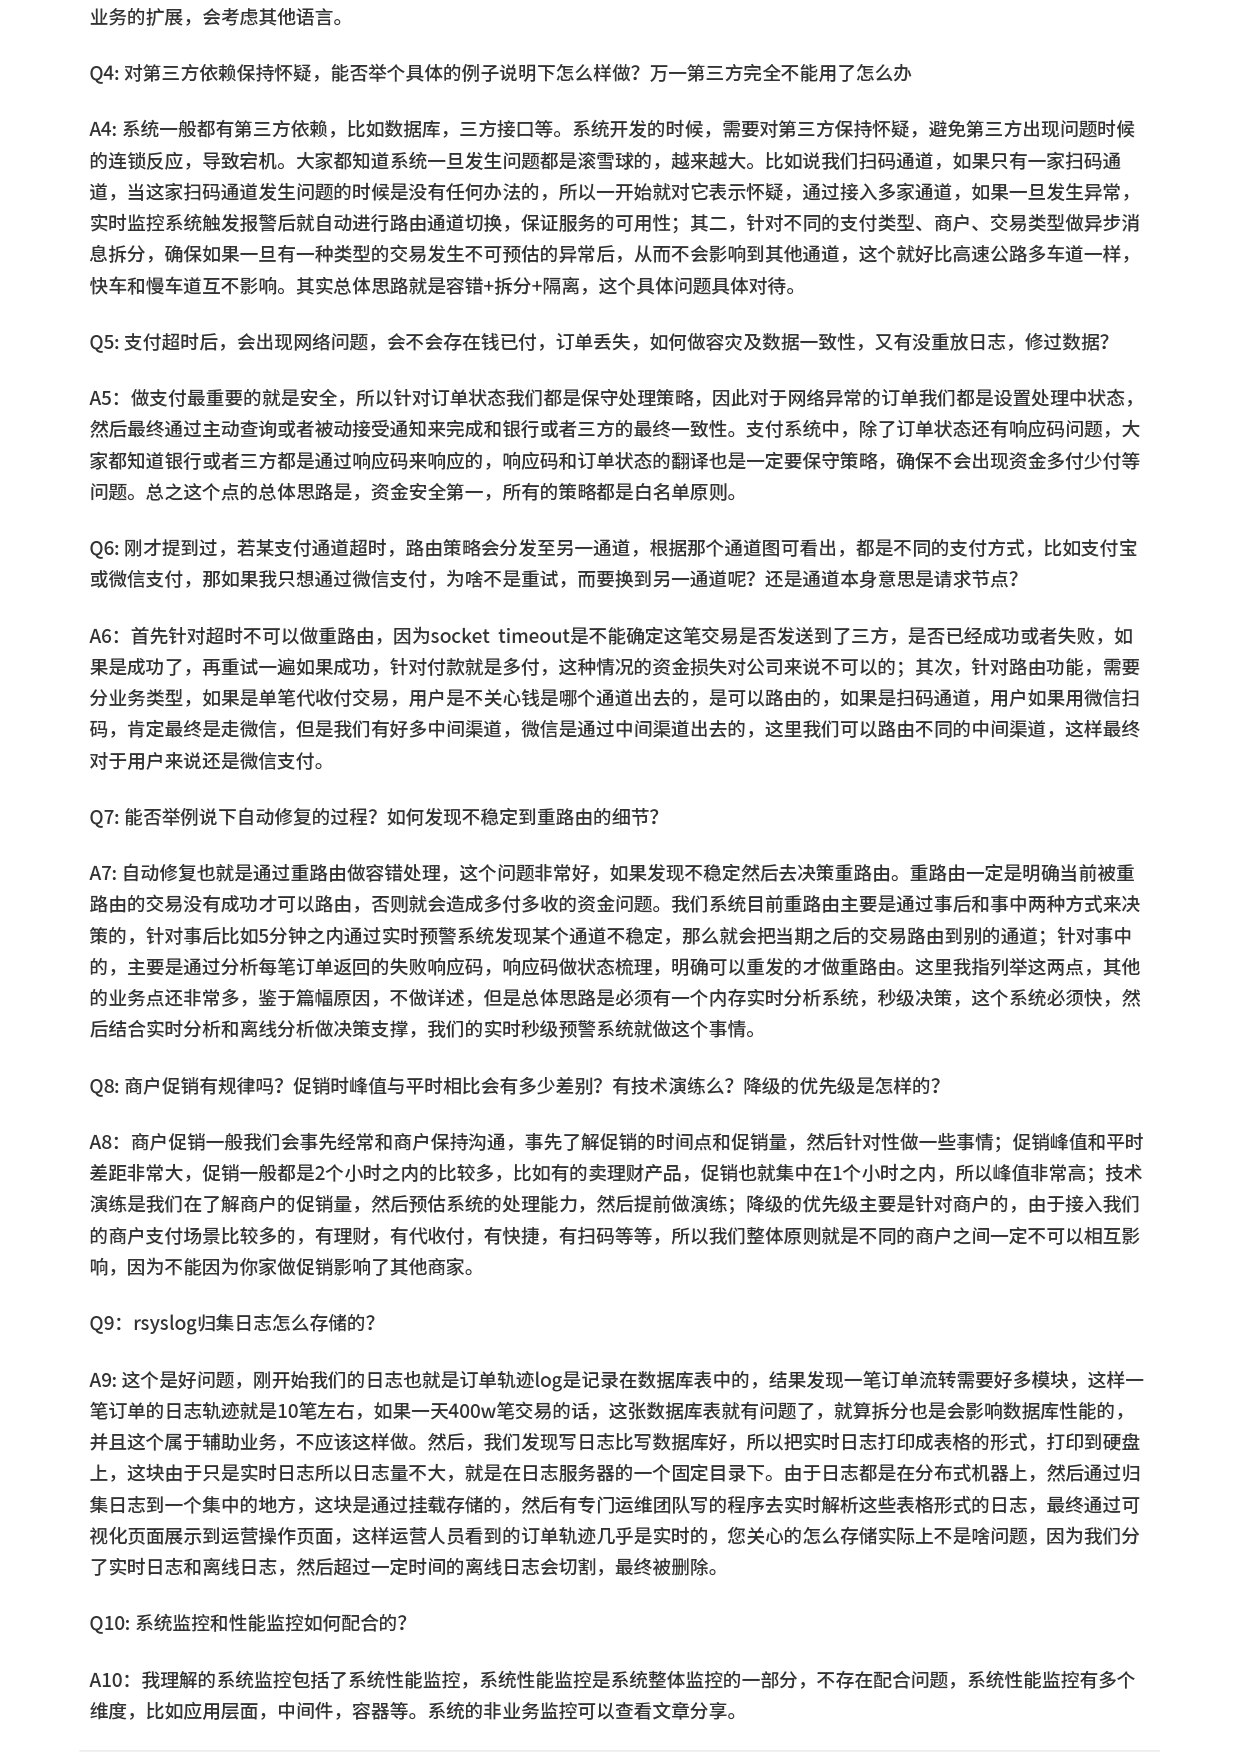 业务的扩展，会考虑其他语言。
Q4: 对第三方依赖保持怀疑，能否举个具体的例子说明下怎么样做？万一第三方完全不能用了怎么办
A4: 系统一般都有第三方依赖，比如数据库，三方接口等。系统开发的时候，需要对第三方保持怀疑，避免第三方出现问题时候
的连锁反应，导致宕机。大家都知道系统一旦发生问题都是滚雪球的，越来越大。比如说我们扫码通道，如果只有一家扫码通
道，当这家扫码通道发生问题的时候是没有任何办法的，所以一开始就对它表示怀疑，通过接入多家通道，如果一旦发生异常，
实时监控系统触发报警后就自动进行路由通道切换，保证服务的可用性；其二，针对不同的支付类型、商户、交易类型做异步消
息拆分，确保如果一旦有一种类型的交易发生不可预估的异常后，从而不会影响到其他通道，这个就好比高速公路多车道一样，
快车和慢车道互不影响。其实总体思路就是容错+拆分+隔离，这个具体问题具体对待。
Q5: 支付超时后，会出现网络问题，会不会存在钱已付，订单丢失，如何做容灾及数据一致性，又有没重放日志，修过数据？
A5：做支付最重要的就是安全，所以针对订单状态我们都是保守处理策略，因此对于网络异常的订单我们都是设置处理中状态，
然后最终通过主动查询或者被动接受通知来完成和银行或者三方的最终一致性。支付系统中，除了订单状态还有响应码问题，大
家都知道银行或者三方都是通过响应码来响应的，响应码和订单状态的翻译也是一定要保守策略，确保不会出现资金多付少付等
问题。总之这个点的总体思路是，资金安全第一，所有的策略都是白名单原则。
Q6: 刚才提到过，若某支付通道超时，路由策略会分发至另一通道，根据那个通道图可看出，都是不同的支付方式，比如支付宝
或微信支付，那如果我只想通过微信支付，为啥不是重试，而要换到另一通道呢？还是通道本身意思是请求节点？
A6：首先针对超时不可以做重路由，因为socket timeout是不能确定这笔交易是否发送到了三方，是否已经成功或者失败，如
果是成功了，再重试一遍如果成功，针对付款就是多付，这种情况的资金损失对公司来说不可以的；其次，针对路由功能，需要
分业务类型，如果是单笔代收付交易，用户是不关心钱是哪个通道出去的，是可以路由的，如果是扫码通道，用户如果用微信扫
码，肯定最终是走微信，但是我们有好多中间渠道，微信是通过中间渠道出去的，这里我们可以路由不同的中间渠道，这样最终
对于用户来说还是微信支付。
Q7: 能否举例说下自动修复的过程？如何发现不稳定到重路由的细节？
A7: 自动修复也就是通过重路由做容错处理，这个问题非常好，如果发现不稳定然后去决策重路由。重路由一定是明确当前被重
路由的交易没有成功才可以路由，否则就会造成多付多收的资金问题。我们系统目前重路由主要是通过事后和事中两种方式来决
策的，针对事后比如5分钟之内通过实时预警系统发现某个通道不稳定，那么就会把当期之后的交易路由到别的通道；针对事中
的，主要是通过分析每笔订单返回的失败响应码，响应码做状态梳理，明确可以重发的才做重路由。这里我指列举这两点，其他
的业务点还非常多，鉴于篇幅原因，不做详述，但是总体思路是必须有一个内存实时分析系统，秒级决策，这个系统必须快，然
后结合实时分析和离线分析做决策支撑，我们的实时秒级预警系统就做这个事情。
Q8: 商户促销有规律吗？促销时峰值与平时相比会有多少差别？有技术演练么？降级的优先级是怎样的？
A8：商户促销一般我们会事先经常和商户保持沟通，事先了解促销的时间点和促销量，然后针对性做一些事情；促销峰值和平时
差距非常大，促销一般都是2个小时之内的比较多，比如有的卖理财产品，促销也就集中在1个小时之内，所以峰值非常高；技术
演练是我们在了解商户的促销量，然后预估系统的处理能力，然后提前做演练；降级的优先级主要是针对商户的，由于接入我们
的商户支付场景比较多的，有理财，有代收付，有快捷，有扫码等等，所以我们整体原则就是不同的商户之间一定不可以相互影
响，因为不能因为你家做促销影响了其他商家。
Q9：rsyslog归集日志怎么存储的？
A9: 这个是好问题，刚开始我们的日志也就是订单轨迹log是记录在数据库表中的，结果发现一笔订单流转需要好多模块，这样一
笔订单的日志轨迹就是10笔左右，如果一天400w笔交易的话，这张数据库表就有问题了，就算拆分也是会影响数据库性能的，
并且这个属于辅助业务，不应该这样做。然后，我们发现写日志比写数据库好，所以把实时日志打印成表格的形式，打印到硬盘
上，这块由于只是实时日志所以日志量不大，就是在日志服务器的一个固定目录下。由于日志都是在分布式机器上，然后通过归
集日志到一个集中的地方，这块是通过挂载存储的，然后有专门运维团队写的程序去实时解析这些表格形式的日志，最终通过可
视化页面展示到运营操作页面，这样运营人员看到的订单轨迹几乎是实时的，您关心的怎么存储实际上不是啥问题，因为我们分
了实时日志和离线日志，然后超过一定时间的离线日志会切割，最终被删除。
Q10: 系统监控和性能监控如何配合的？
A10：我理解的系统监控包括了系统性能监控，系统性能监控是系统整体监控的一部分，不存在配合问题，系统性能监控有多个
维度，比如应用层面，中间件，容器等。系统的非业务监控可以查看文章分享。